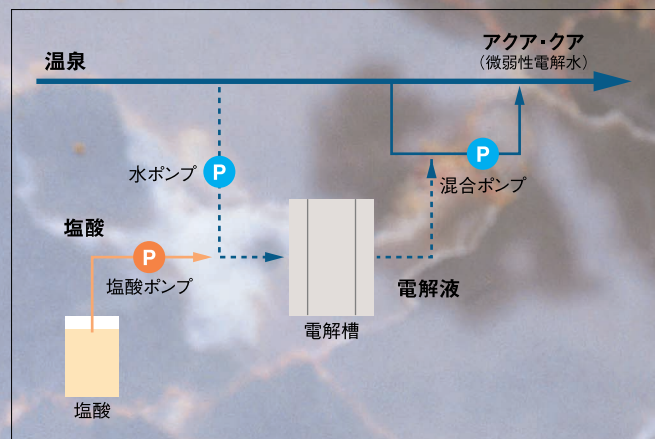 アクア・クア
（微弱性電解水）
温泉
P
水ポンプ
P
混合ポンプ
塩酸
P
塩酸ポンプ
電解液
電解槽
塩酸